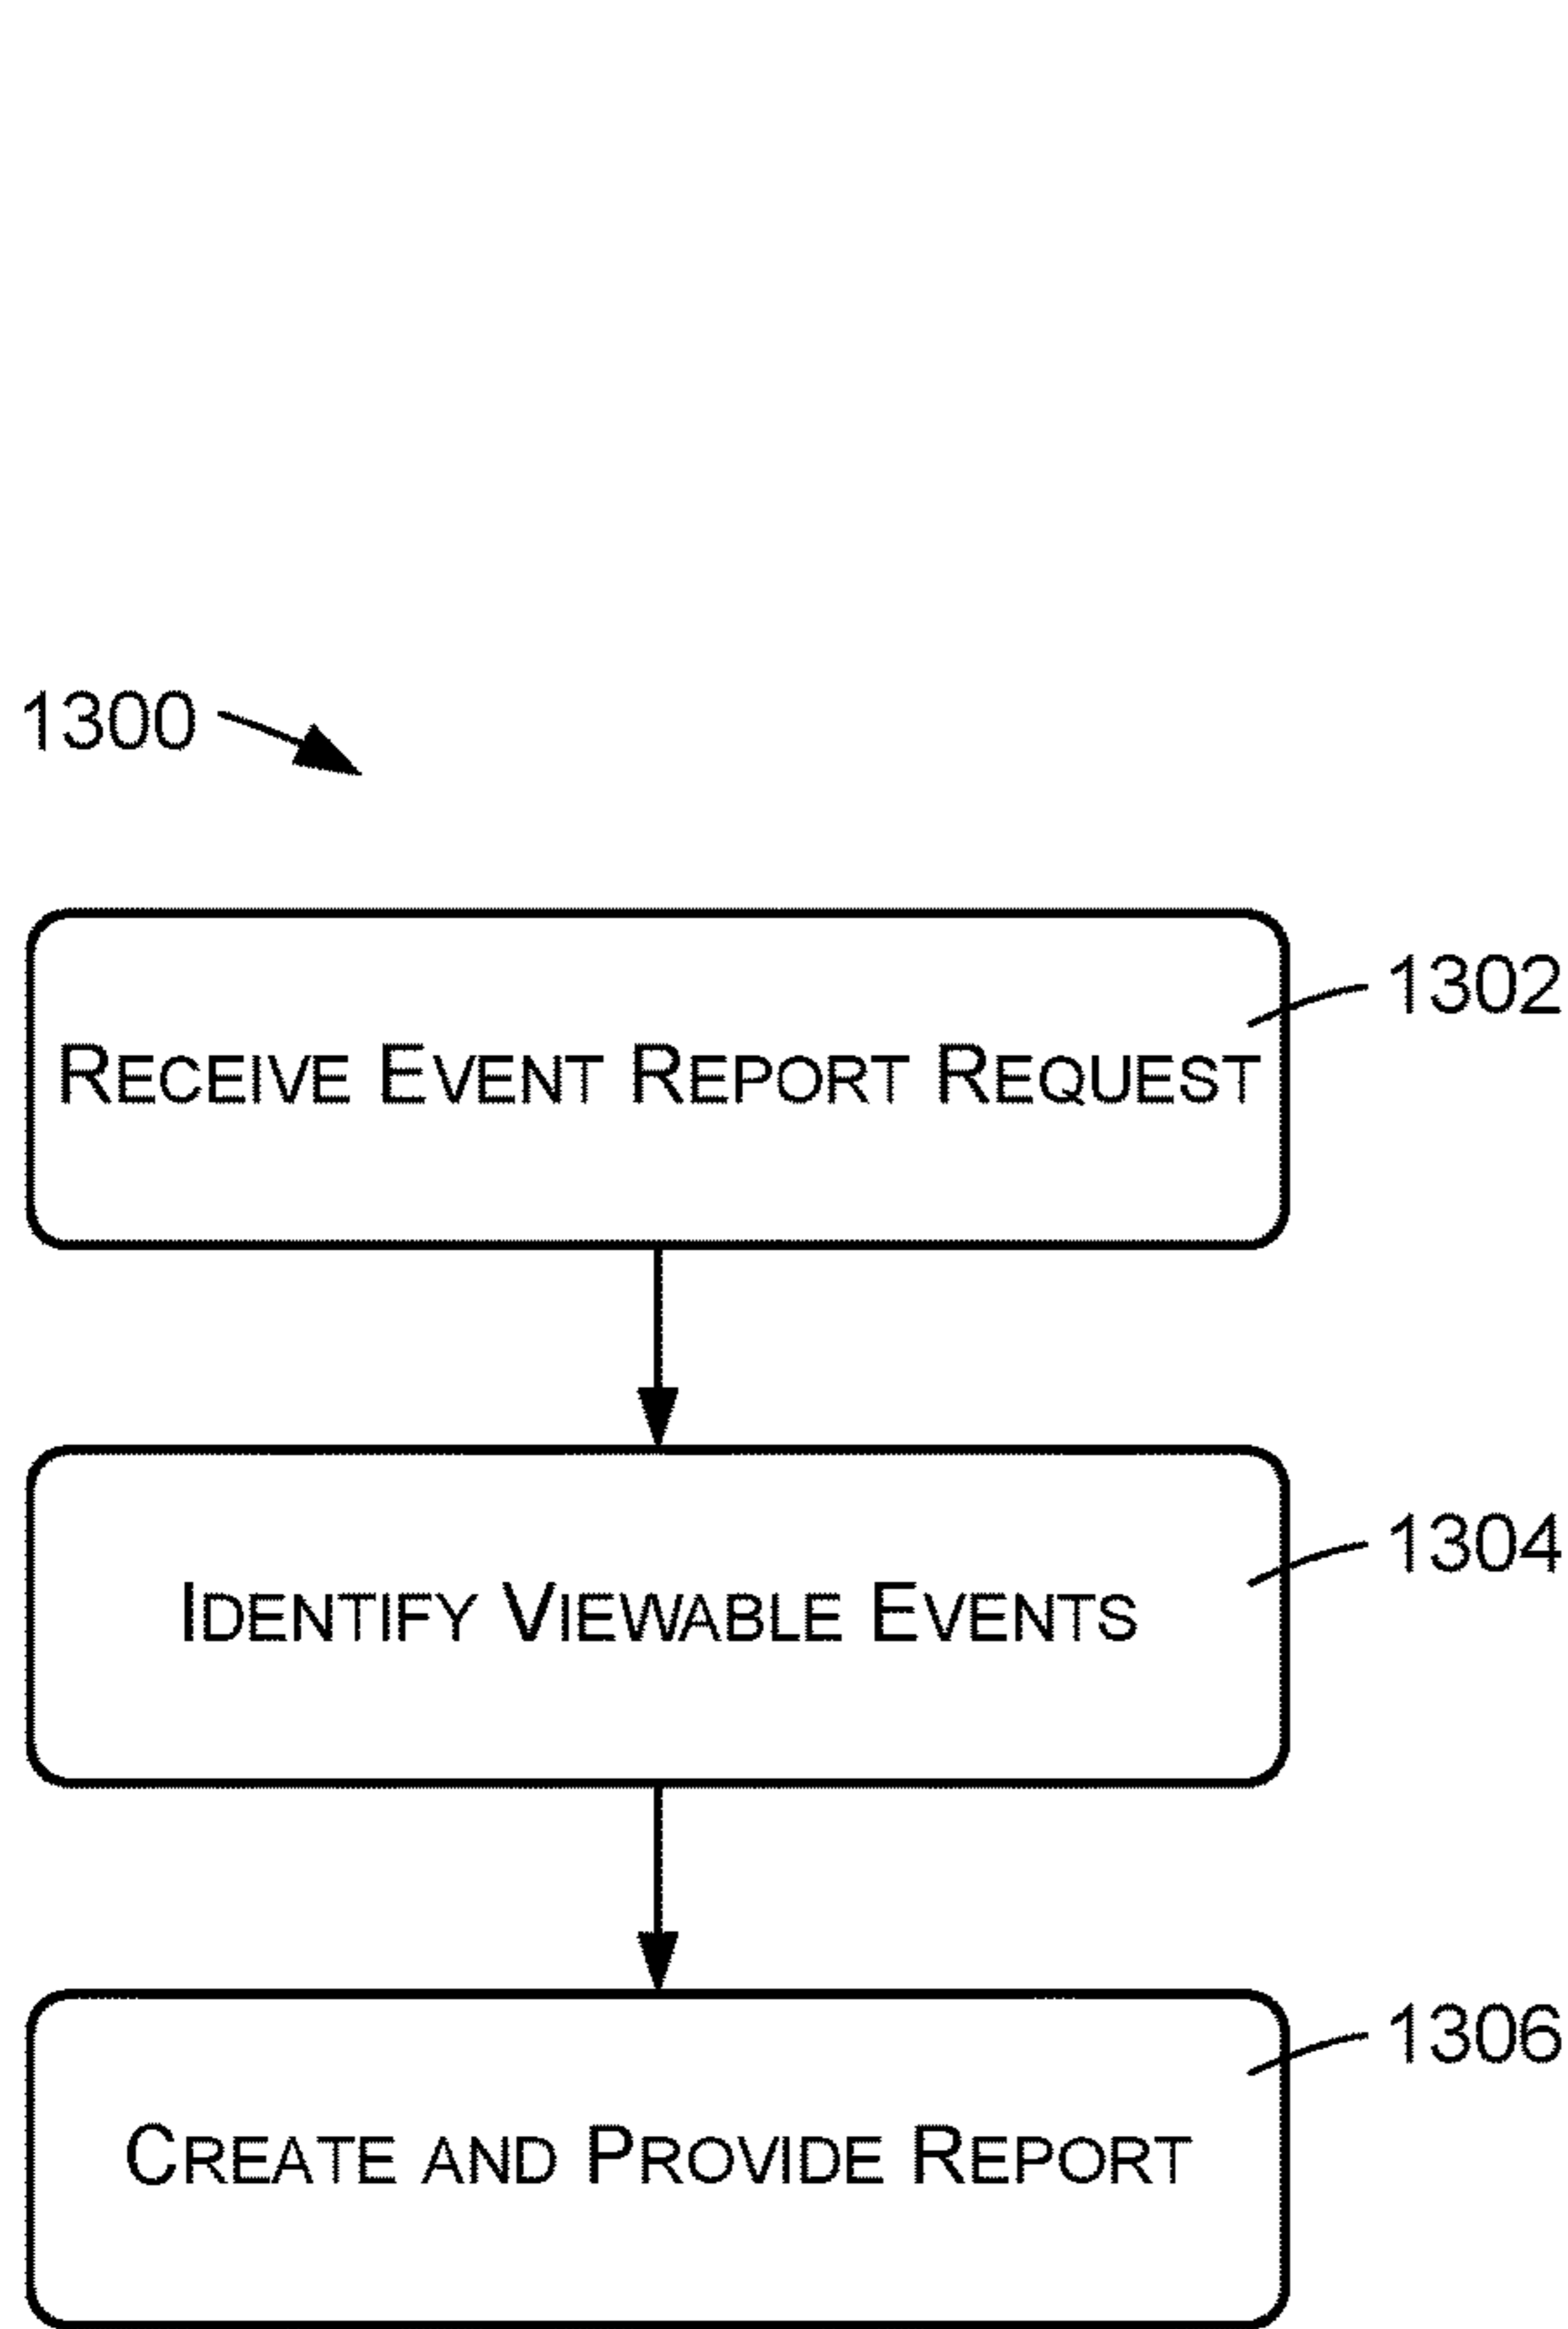 1300
1302
RECEIVE EVENT REPORT REQUEST
1304
IDENTIFY VIEWABLE EVENTS
1306
CREATE AND PROVIDE REPORT